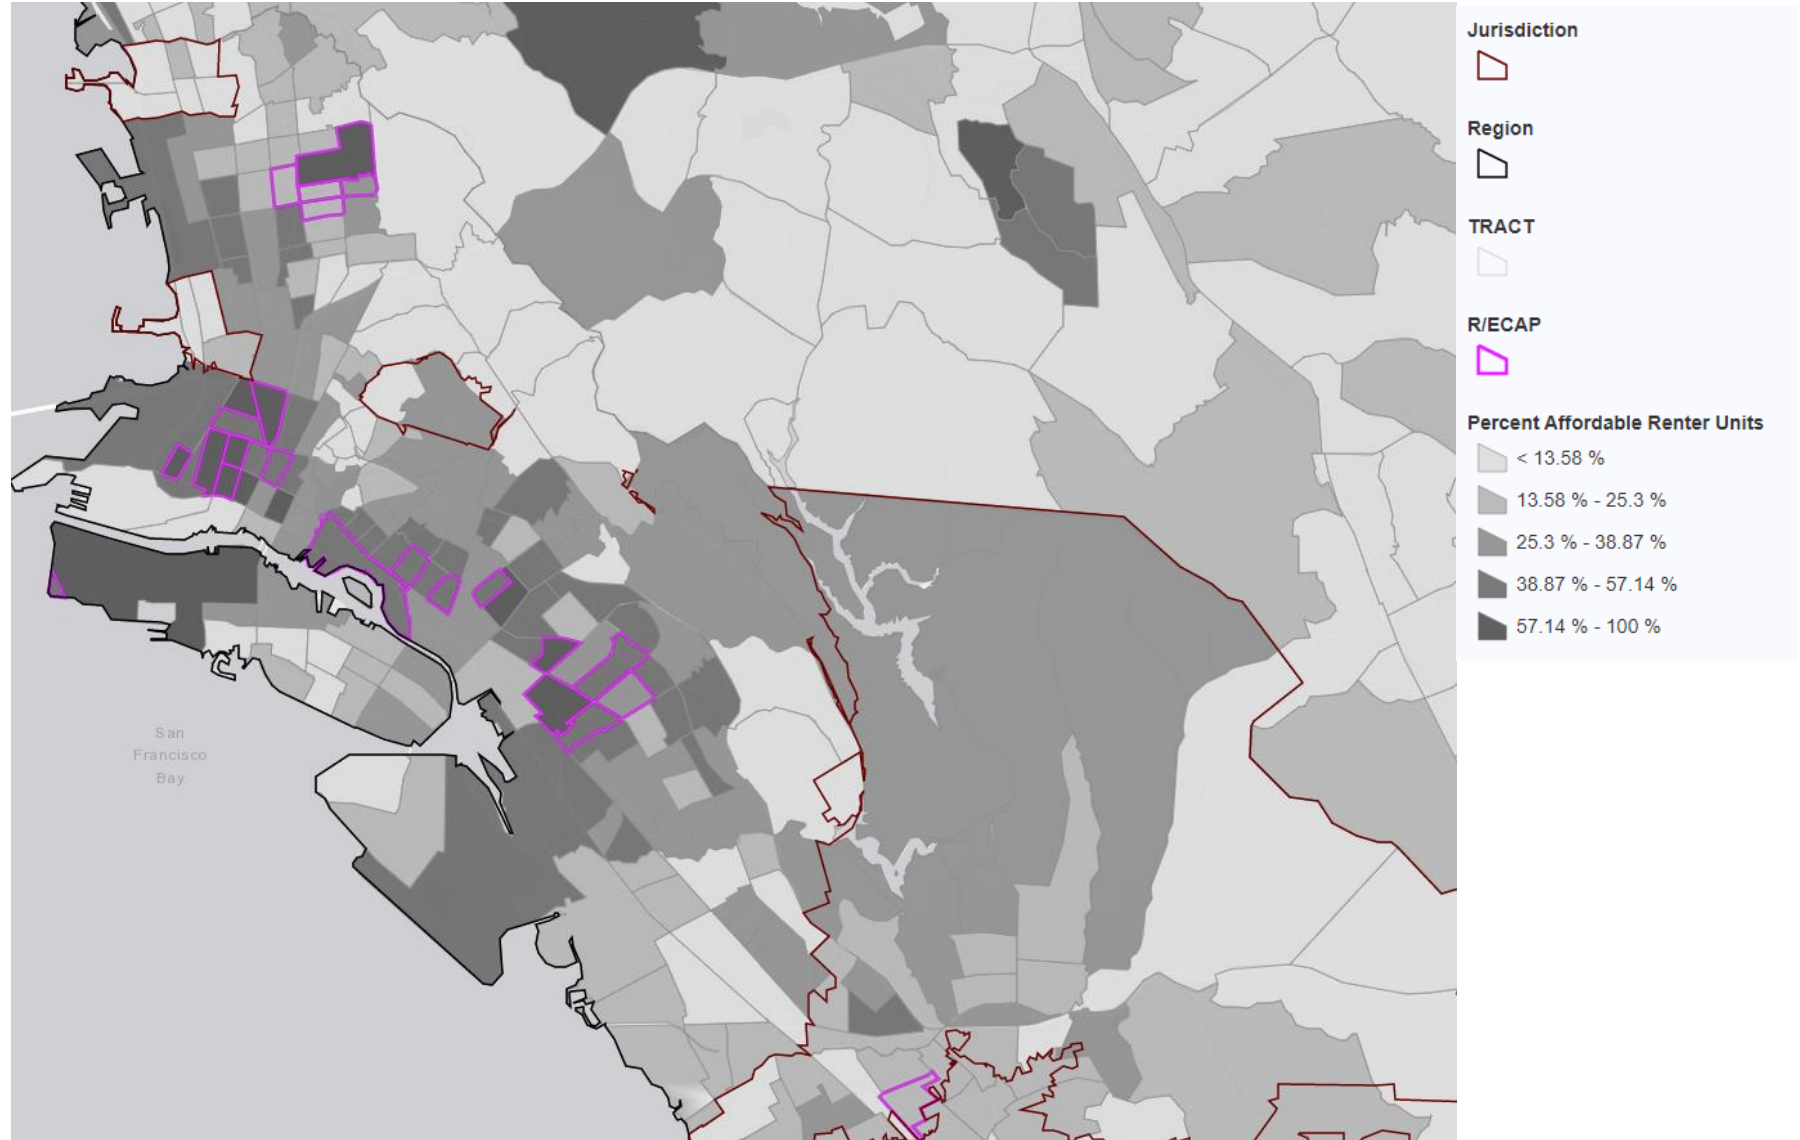 Jurisdiction
Region
TRACT
R/ECAP
Percent Affordable Renter Units
< 13.58 %
13.58 % - 25.3 %
25.3 % - 38.87 %
38.87 % - 57.14 %
57.14 % - 100 %
San
Francisco
Bay